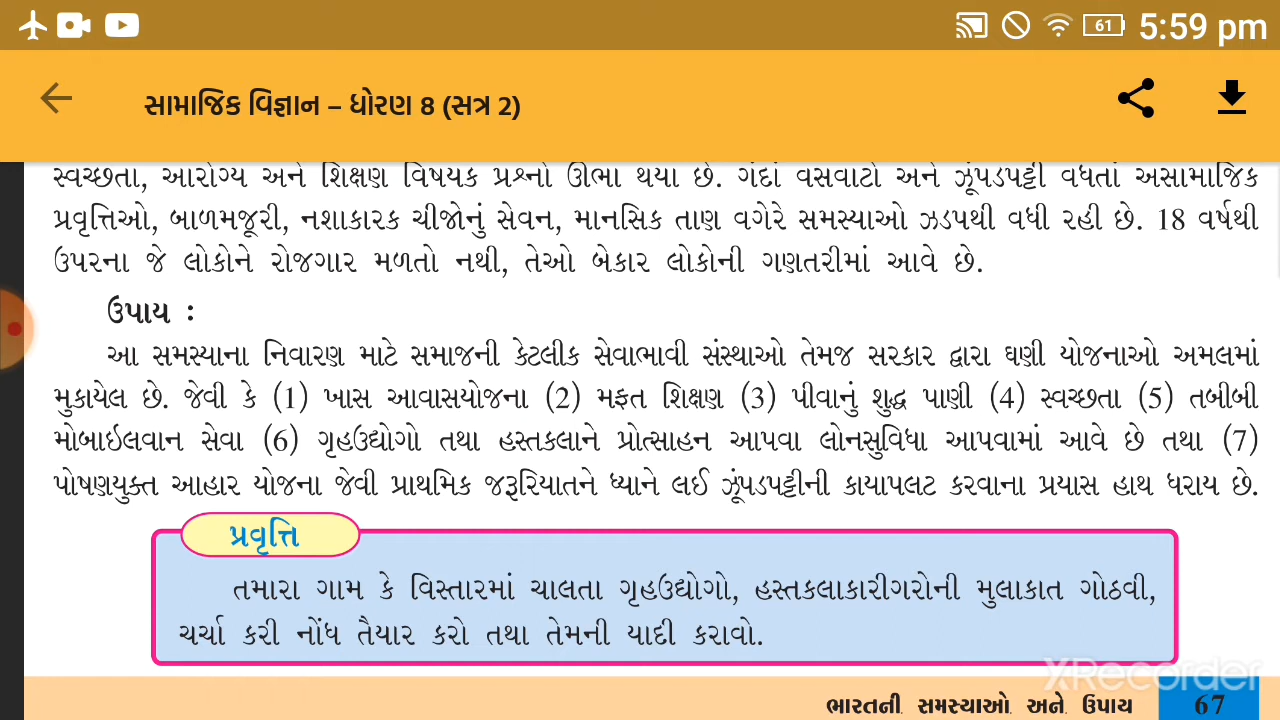 61 5:59 pm
સામાજિક વિજ્ઞાન – ધોરણ 8 (સત્ર 2)
સ્વચ્છતા, આરોગ્ય અને શિક્ષણ વિષયક પ્રશ્નો ઊભા થયા છે. ગંદા વસવાટો અને ઝૂંપડપટ્ટી વધતાં અસામાજિક
પ્રવૃત્તિઓ, બાળમજૂરી, નશાકારક ચીજોનું સેવન, માનસિક તાણ વગેરે સમસ્યાઓ ઝડપથી વધી રહી છે. 18 વર્ષથી
ઉપરના જે લોકોને રોજગાર મળતો નથી, તેઓ બેકાર લોકોની ગણતરીમાં આવે છે.
ઉપાય :
આ સમસ્યાના નિવારણ માટે સમાજની કેટલીક સેવાભાવી સંસ્થાઓ તેમજ સરકાર દ્વારા ઘણી યોજનાઓ અમલમાં
મુકાયેલ છે. જેવી કે (1) ખાસ આવાસયોજના (2) મફત શિક્ષણ (3) પીવાનું શુદ્ધ પાણી (4) સ્વચ્છતા (5) તબીબી
મોબાઇલવાન સેવા (6) ગૃહઉદ્યોગો તથા હસ્તકલાને પ્રોત્સાહન આપવા લોનસુવિધા આપવામાં આવે છે તથા (7)
પોષણયુક્ત આહાર યોજના જેવી પ્રાથમિક જરૂરિયાતને ધ્યાને લઈ ઝૂંપડપટ્ટીની કાયાપલટ કરવાના પ્રયાસ હાથ ધરાય છે.
પ્રવૃત્તિ
તમારા ગામ કે વિસ્તારમાં ચાલતા ગૃહઉદ્યોગો, હસ્તકલાકારીગરોની મુલાકાત ગોઠવી,
ચર્ચા કરી નોંધ તૈયાર કરો તથા તેમની યાદી કરાવો.
XRecorder
ભારતની સમસ્યાઓ અને ઉપાય 67